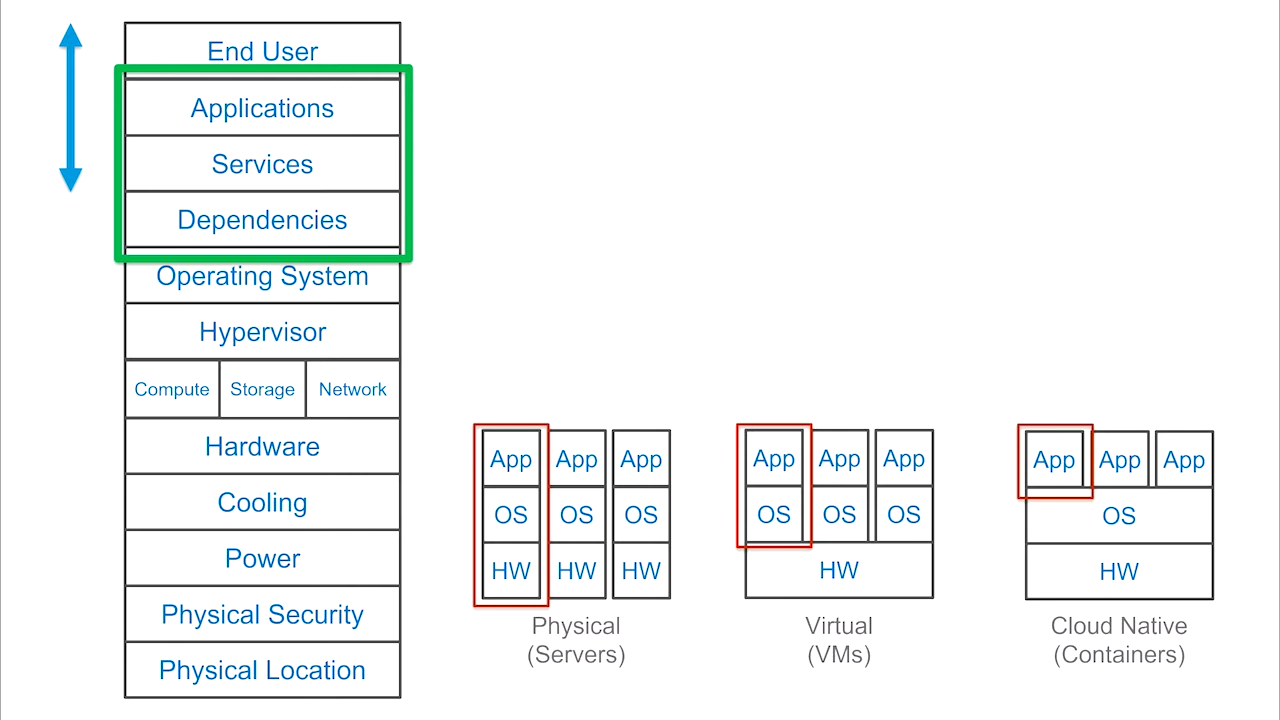 End User
Applications
Services
Dependencies
Operating System
Hypervisor
Compute Storage Network
Hardware
Cooling
Power
Physical Security
Physical Location
App App App
OS OS OS
HW HW HW
Physical
(Servers)
App App App
OS OS OS
HW
Virtual
(VMs)
App App App
OS
HW
Cloud Native
(Containers)